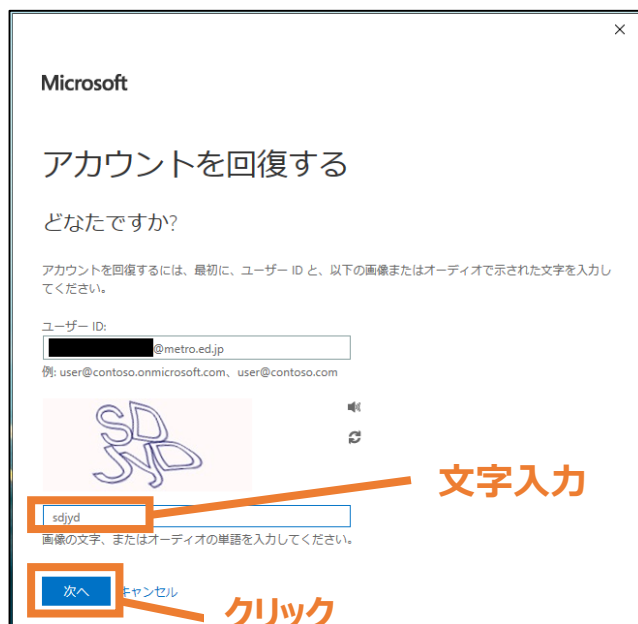 ×
Microsoft
アカウントを回復する
どなたですか?
アカウントを回復するには、最初に、ユーザー ID と、以下の画像またはオーディオで示された文字を入力し
てください。
ユーザー ID:
@metro.ed.jp
例: user@contoso.onmicrosoft.com、user@contoso.com
SD
JYD
文字入力
sdjyd
画像の文字、またはオーディオの単語を入力してください。
次へ キャンセル
クリック